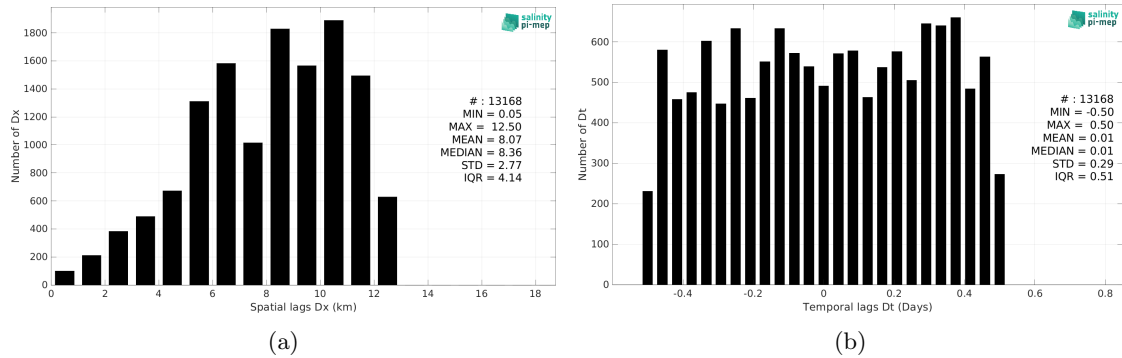 1800
1600
1400
1200
1000
800
600
400
200
0
Number of Dx
salinity
pi-mep
# : 13168
MIN = 0.05
MAX = 12.50
MEAN = 8.07
MEDIAN = 8.36
STD = 2.77
IQR = 4.14
0 2 4 6 8 10 12 14 16 18
Spatial lags Dx (km)
(a)
600
500
400
300
200
100
0
Number of Dt
salinity
pi-mep
# : 13168
MIN = -0.50
MAX = 0.50
MEAN = 0.01
MEDIAN = 0.01
STD = 0.29
IQR = 0.51
-0.4 -0.2 0 0.2 0.4 0.6 0.8
Temporal lags Dt (Days)
(b)